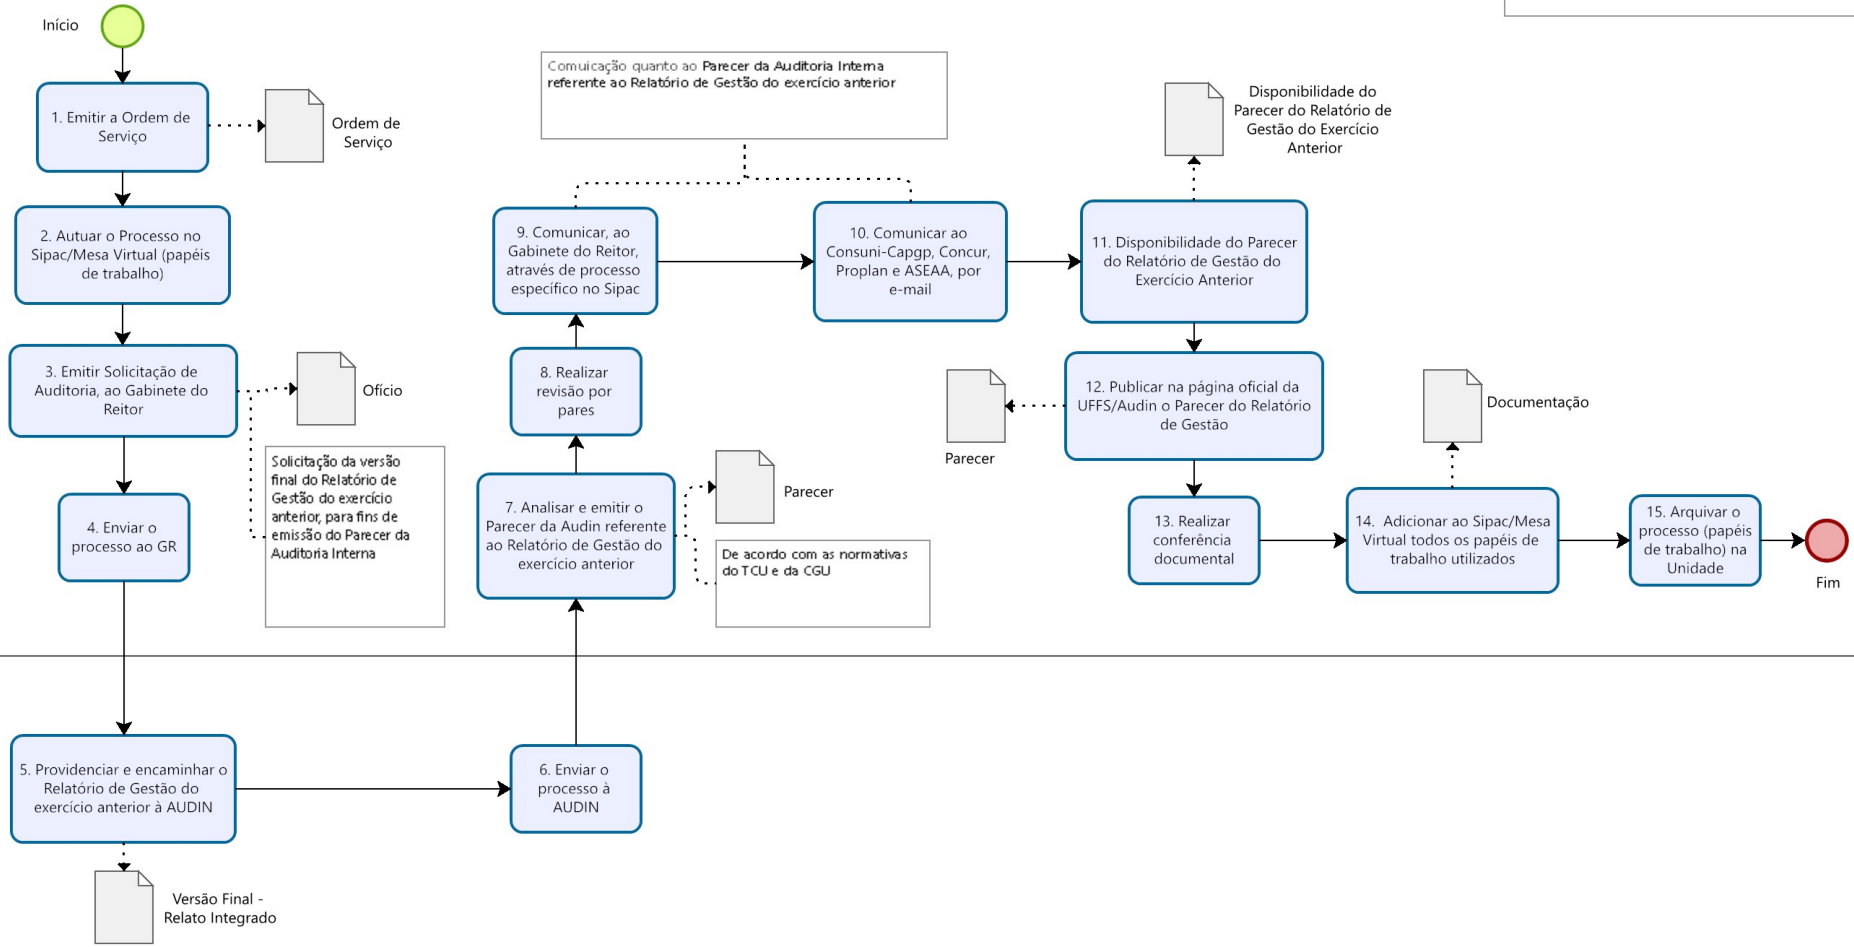 Início
1. Emitir a Ordem de
Serviço
Ordem de
Serviço
2. Autuar o Processo no
Sipac/Mesa Virtual (papéis
de trabalho)
3. Emitir Solicitação de
Auditoria, ao Gabinete do
Reitor
Ofício
Solicitação da versão
final do Relatório de
Gestão do exercício
anterior, para fins de
emissão do Parecer da
Auditoria Interna
4. Enviar o
processo ao GR
5. Providenciar e encaminhar o
Relatório de Gestão do
exercício anterior à AUDIN
Versão Final -
Relato Integrado
6. Enviar o
processo à
AUDIN
7. Analisar e emitir o
Parecer da Audin referente
ao Relatório de Gestão do
exercício anterior
Parecer
De acordo com as normativas
do TCU e da CGU
8. Realizar
revisão por
pares
9. Comunicar, ao
Gabinete do Reitor,
através de processo
específico no Sipac
Comuicação quanto ao Parecer da Auditoria Interna
referente ao Relatório de Gestão do exercício anterior
10. Comunicar ao
Consuni-Capgp, Concur,
Proplan e ASEAA, por
e-mail
11. Disponibilidade do Parecer
do Relatório de Gestão do
Exercício Anterior
Disponibilidade do
Parecer do Relatório de
Gestão do Exercício
Anterior
12. Publicar na página oficial da
UFFS/Audin o Parecer do Relatório
de Gestão
Parecer
13. Realizar
conferência
documental
14. Adicionar ao Sipac/Mesa
Virtual todos os papéis de
trabalho utilizados
Documentação
15. Arquivar o
processo (papéis
de trabalho) na
Unidade
Fim